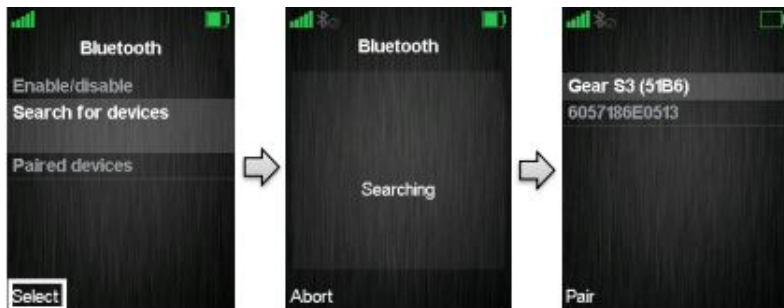 Bluetooth
Enable/disable
Search for devices
Paired devices
Select
Bluetooth
Searching
Abort
Gear S3 (51B6)
6057186E0513
Pair